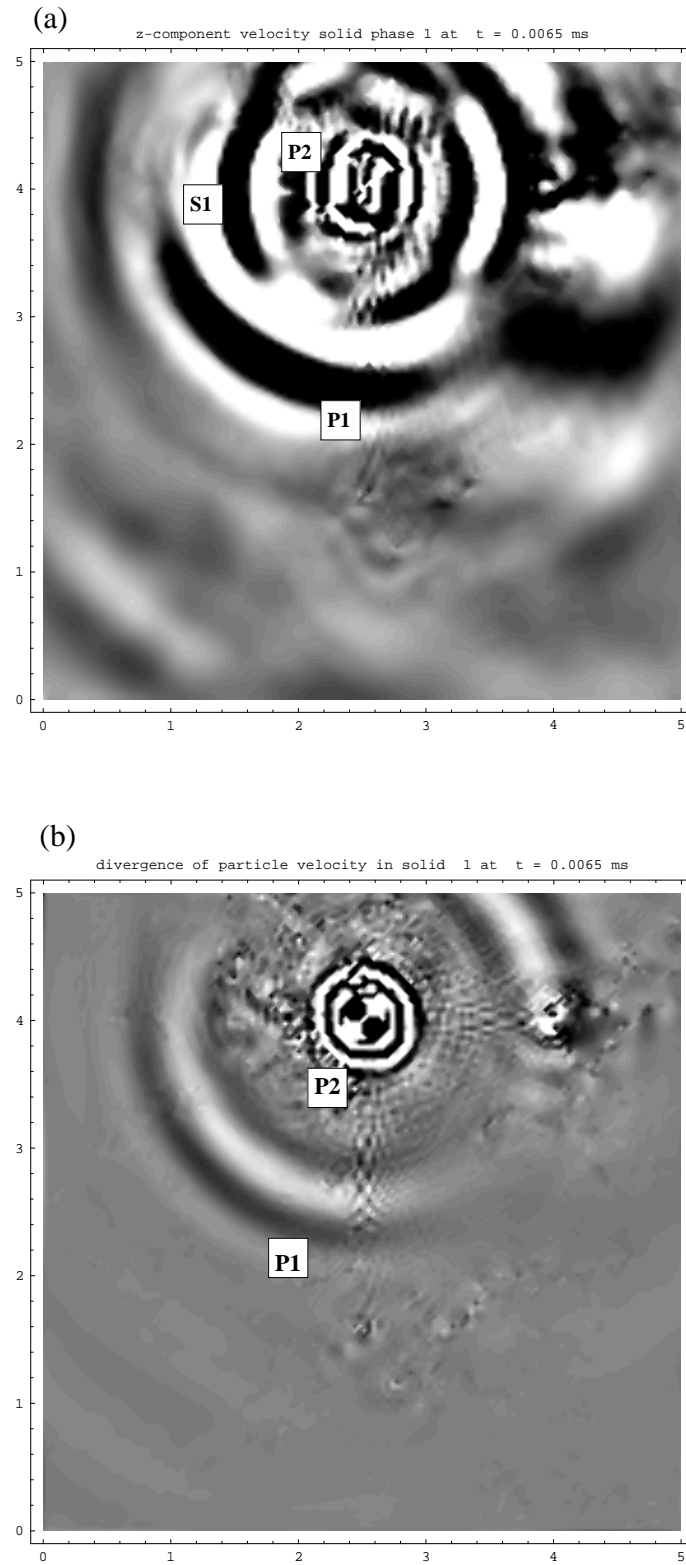 (a)
z-component velocity solid phase 1 at t = 0.0065 ms
5
P2
4
S1
3
P1
2
1
0
0 1 2 3 4 5
(b)
divergence of particle velocity in solid 1 at t = 0.0065 ms
5
4
P2
3
P1
2
1
0
0 1 2 3 4 5